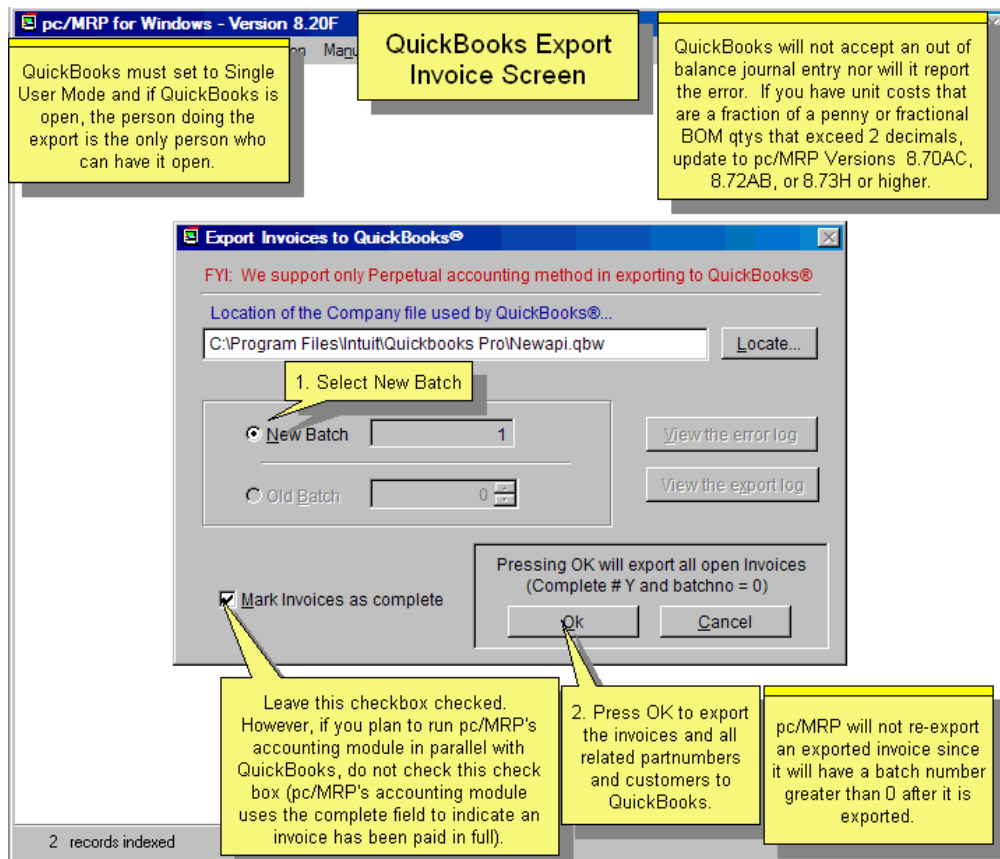 pc/MRP for Windows - Version 8.20F
QuickBooks must set to Single
User Mode and if QuickBooks is
open, the person doing the
export is the only person who
can have it open.
QuickBooks Export
Invoice Screen
QuickBooks will not accept an out of
balance journal entry nor will it report
the error. If you have unit costs that
are a fraction of a penny or fractional
BOM qtys that exceed 2 decimals,
update to pc/MRP Versions 8.70AC,
8.72AB, or 8.73H or higher.
Export Invoices to QuickBooks®
FYI: We support only Perpetual accounting method in exporting to QuickBooks®
Location of the Company file used by QuickBooks®...
C:\Program Files\Intuit\Quickbooks Pro\Newapi.qbw
Locate...
1. Select New Batch
New Batch 1
View the error log
Old Batch 0
View the export log
Pressing OK will export all open Invoices
(Complete # Y and batchno = 0)
Mark Invoices as complete
Ok
Cancel
Leave this checkbox checked.
However, if you plan to run pc/MRP's
accounting module in parallel with
QuickBooks, do not check this check
box (pc/MRP's accounting module
uses the complete field to indicate an
invoice has been paid in full).
2. Press OK to export
the invoices and all
related partnumbers
and customers to
QuickBooks.
pc/MRP will not re-export
an exported invoice since
it will have a batch number
greater than 0 after it is
exported.
2 records indexed